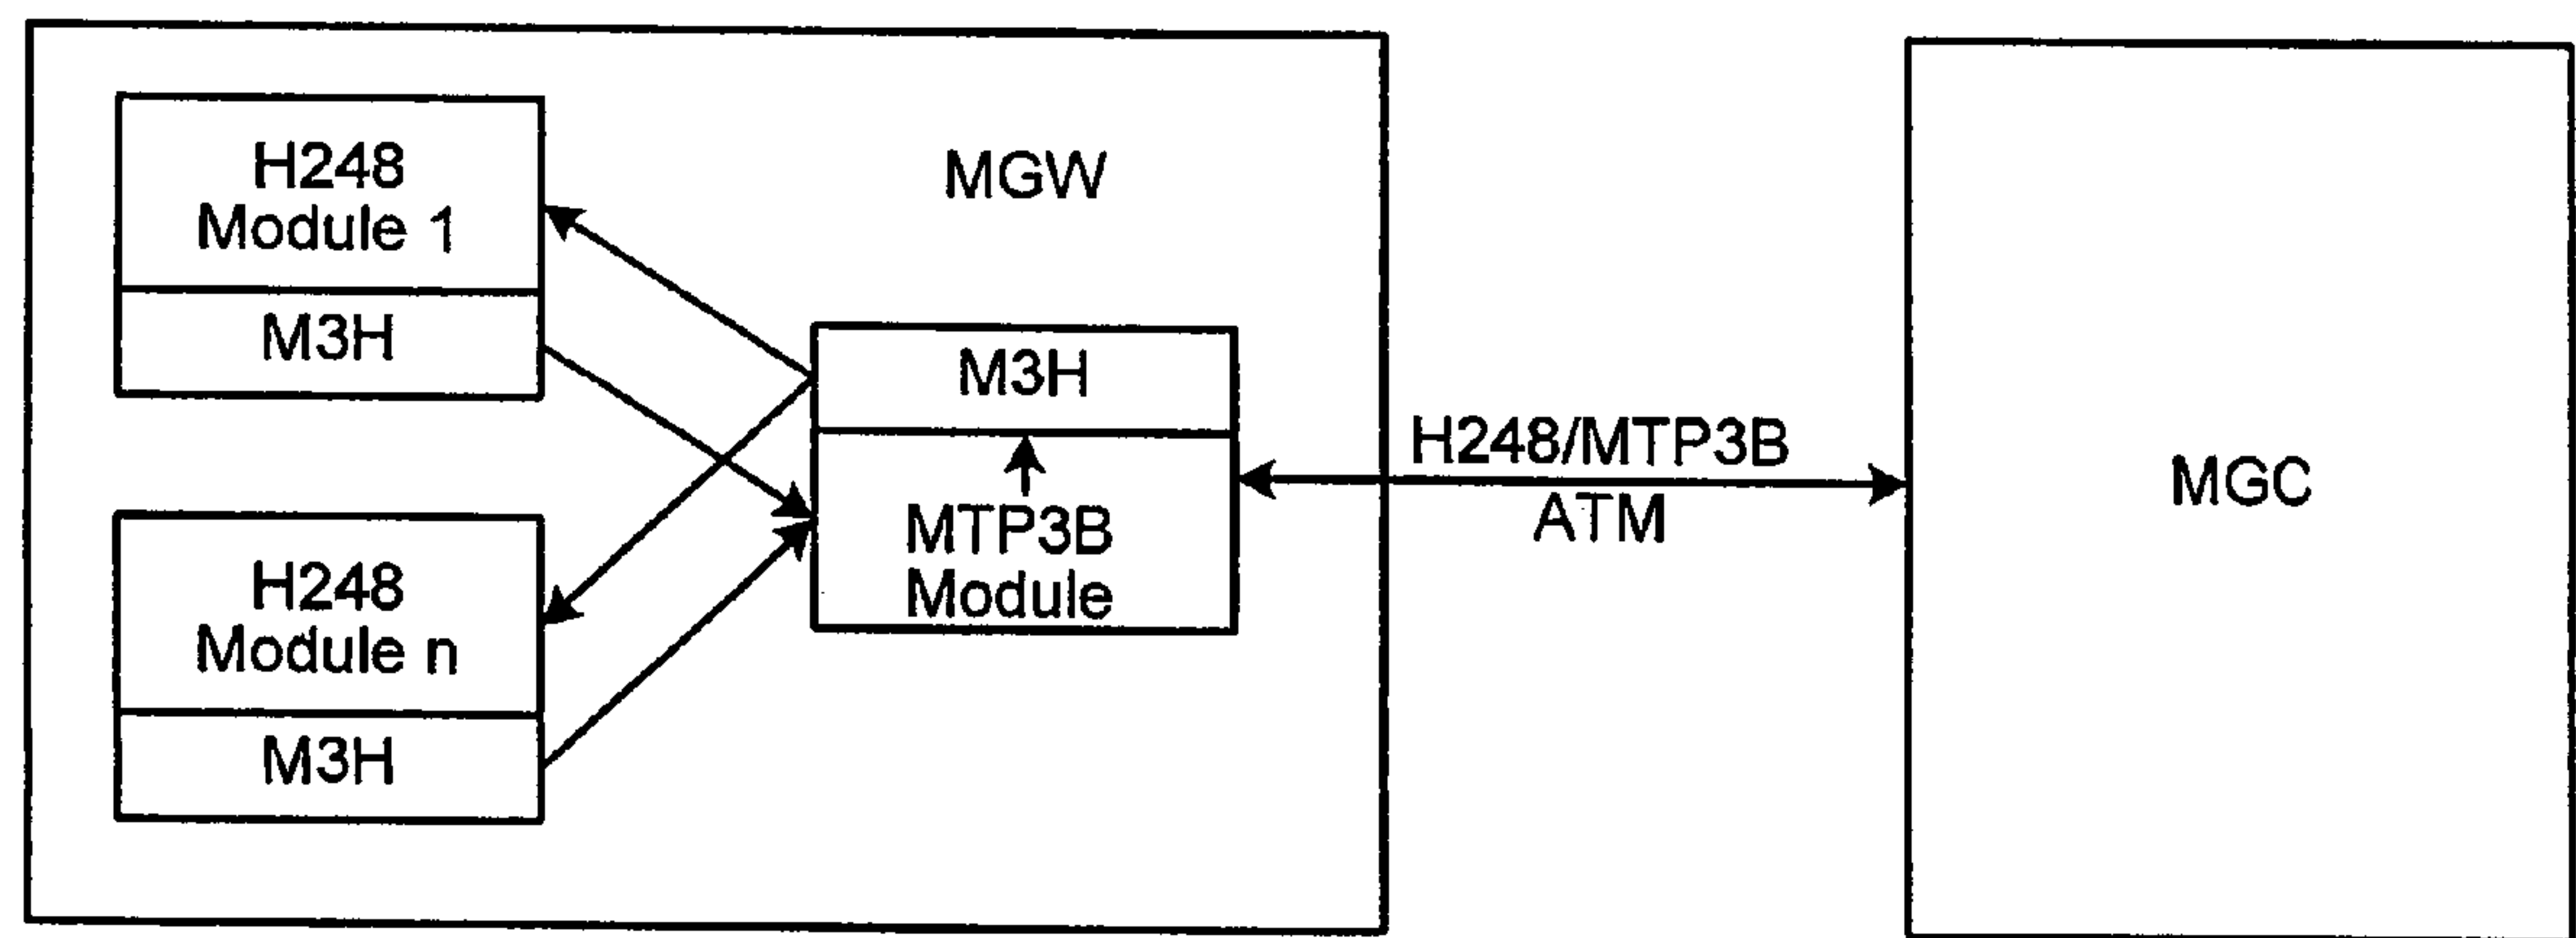 H248
Module 1
M3H
H248
Module n
M3H
MGW
M3H
MTP3B
Module
H248/MTP3B
ATM
MGC